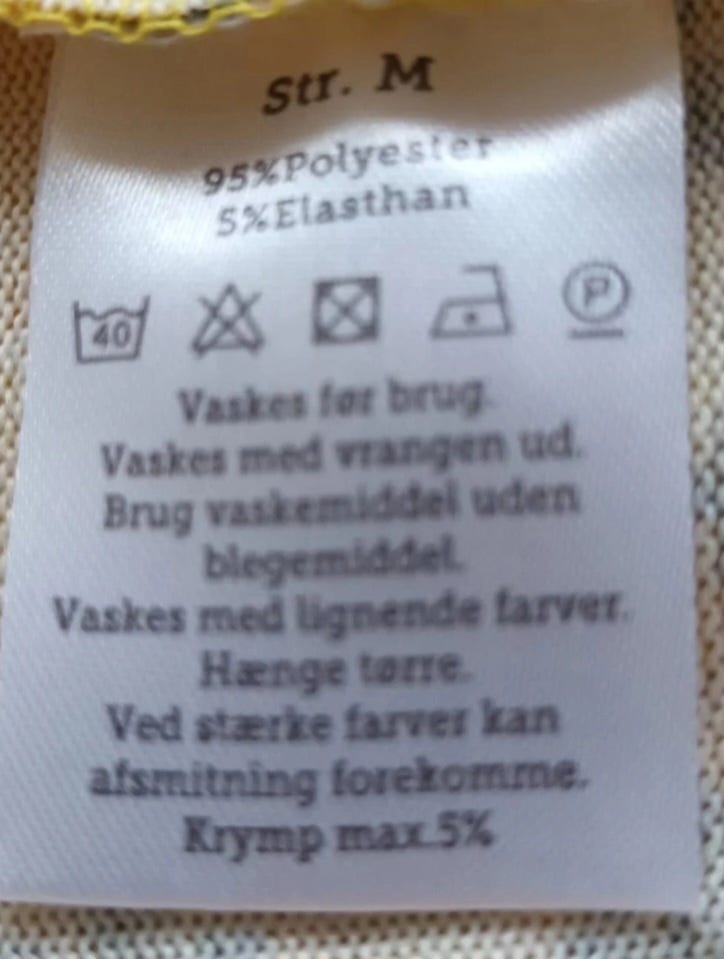 Str. M
95%Polyester
5%Elasthan
40 P
Vaskes før brug.
Vaskes med vrangen ud.
Brug vaskemiddel uden
blegemiddel.
Vaskes med lignende farver.
Hænge tørre.
Ved stærke farver kan
afsmitning forekomme.
Krymp max.5%